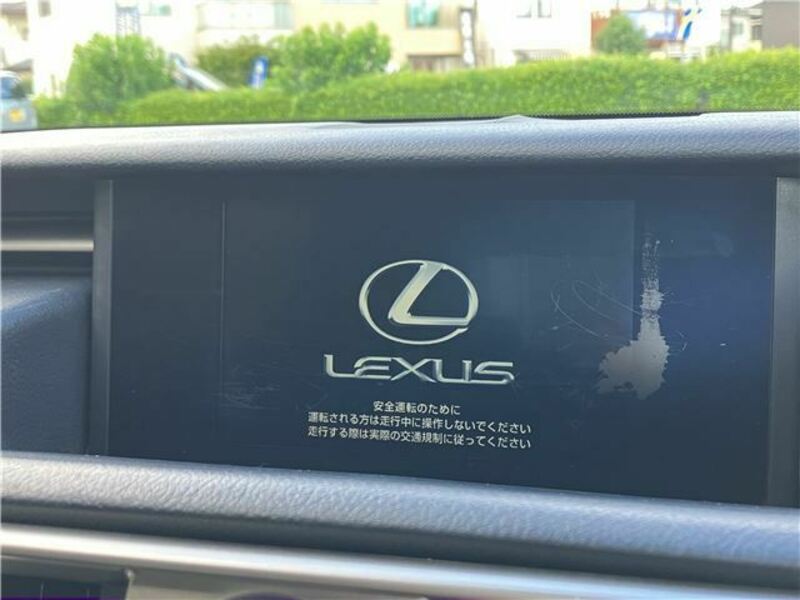 LEXUS
安全運転のために
運転される方は走行中に操作しないでください
走行する際は実際の交通規制に従ってください